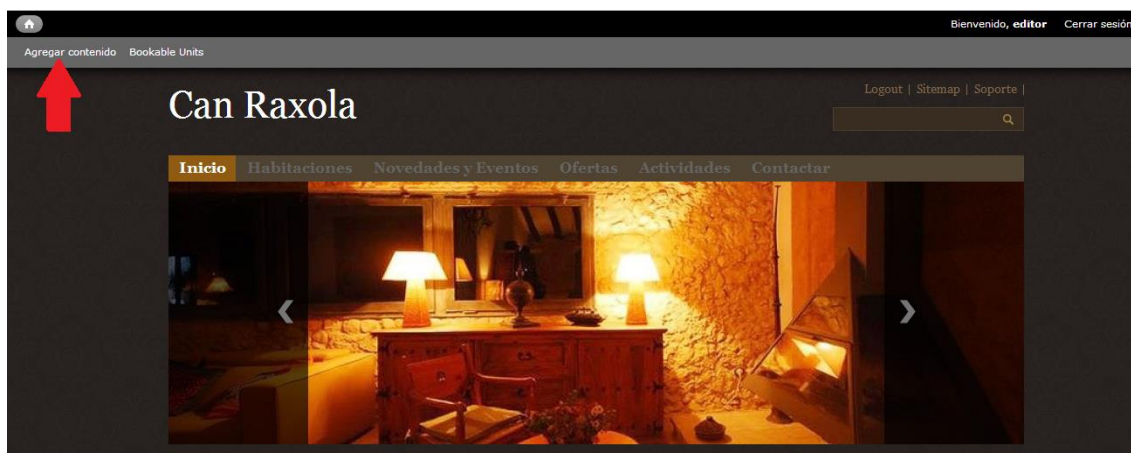 Bienvenido, editor Cerrar sesión
Agregar contenido Bookable Units
Logout | Sitemap | Soporte |
Can Raxola
Inicio Habitaciones Novedades y Eventos Ofertas Actividades Contactar